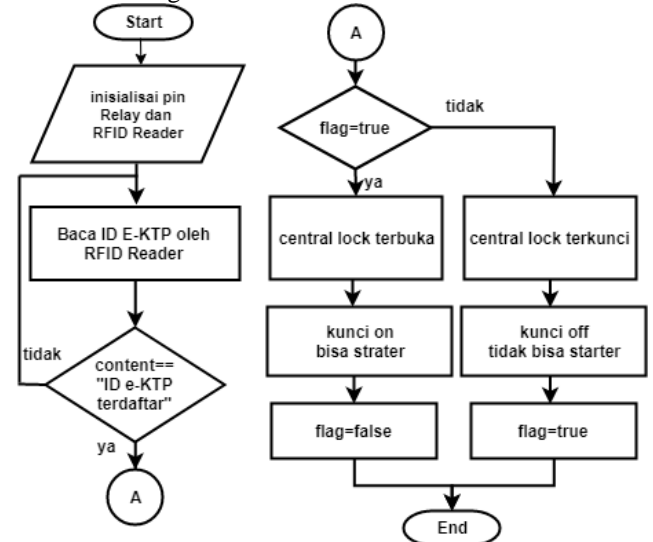 Start
inisialisai pin
Relay dan
RFID Reader
Baca ID E-KTP oleh
RFID Reader
tidak
content==
"ID e-KTP
terdaftar"
ya
A
A
flag=true
tidak
ya
central lock terbuka
central lock terkunci
kunci on
bisa strater
kunci off
tidak bisa starter
flag=false
flag=true
End